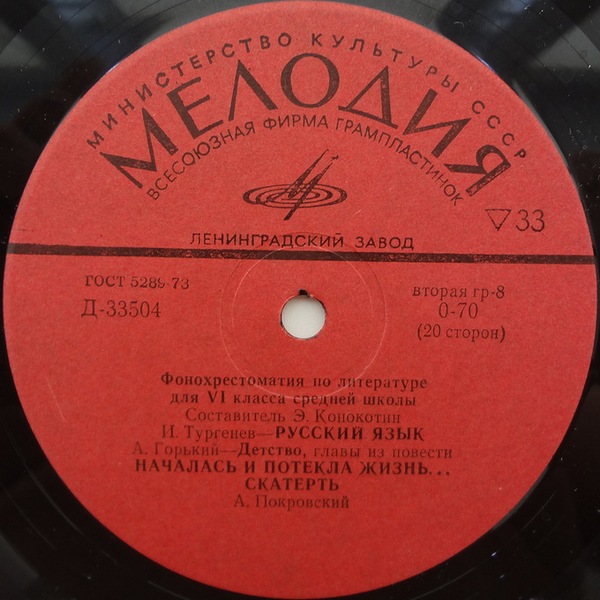 МИНИСТЕРСТВО КУЛЬТУРЫ СССР
МЕЛОДИЯ
ВСЕСОЮЗНАЯ ФИРМА ГРАМПЛАСТИНОК
ЛЕНИНГРАДСКИЙ ЗАВОД
▽33
ГОСТ 5289-73
Д-33504
вторая гр-8
0-70
(20 сторон)
Фонохрестоматия по литературе
для VI класса средней школы
Составитель Э. Конокотин
И. Тургенев—РУССКИЙ ЯЗЫК
А. Горький—Детство, главы из повести
НАЧАЛАСЬ И ПОТЕКЛА ЖИЗНЬ...
СКАТЕРТЬ
А. Покровский